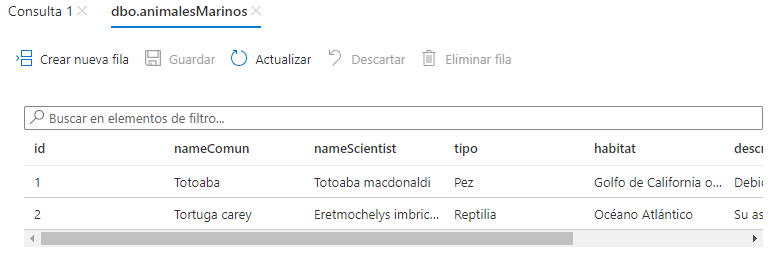 Consulta 1 dbo.animalesMarinos
Crear nueva fila Guardar Actualizar Descartar Eliminar fila
Buscar en elementos de filtro...
id nameComun nameScientist tipo habitat descr
1 Totoaba Totoaba macdonaldi Pez Golfo de California o... Debic
2 Tortuga carey Eretmochelys imbric... Reptilia Océano Atlántico Su as